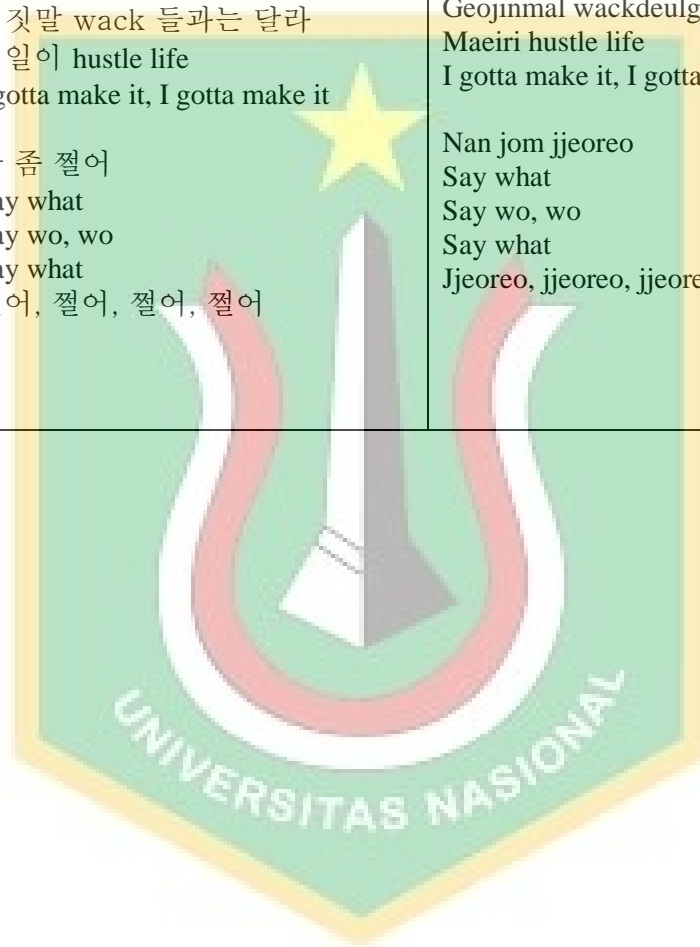 짓말 wack 들과는 달라
일이 hustle life
gotta make it, I gotta make it
좀 쩔어
ay what
ay wo, wo
ay what
어, 쩔어, 쩔어, 쩔어
Geojinmal wackdeulg
Maeiri hustle life
I gotta make it, I gotta
Nan jom jjeoreo
Say what
Say wo, wo
Say what
Jjeoreo, jjeoreo, jjeore
UNIVERSITAS NASIONAL